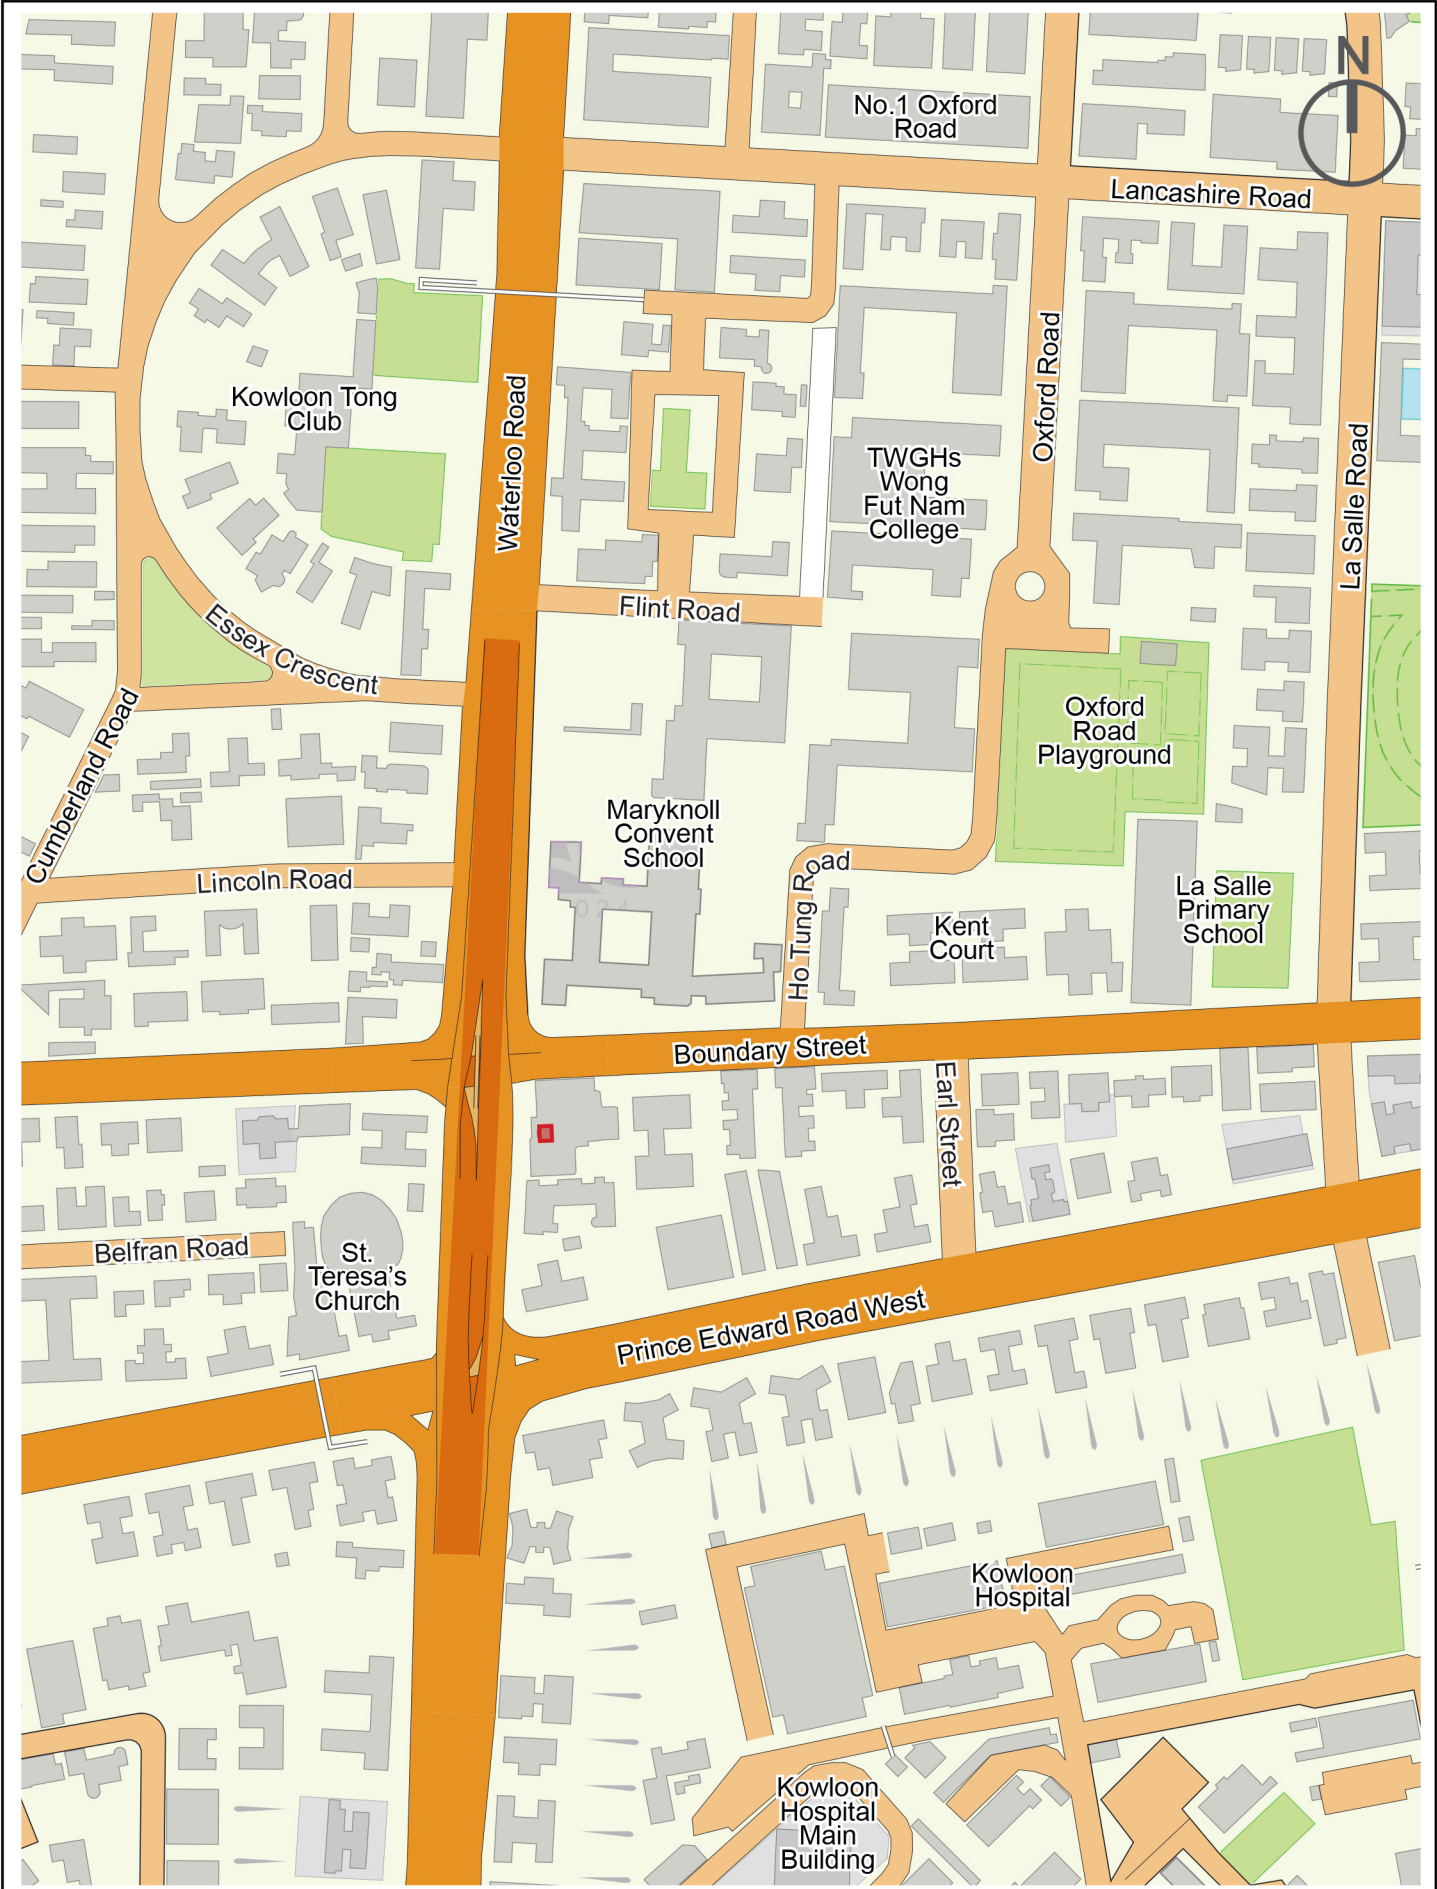 N
No.1 Oxford
Road
Lancashire Road
Oxford Road
Kowloon Tong
Club
Waterloo Road
TWGHs
Wong
Fut Nam
College
La Salle Road
Flint Road
Essex Crescent
Cumberland Road
Oxford
Road
Playground
Maryknoll
Convent
School
Lincoln Road
Ho Tung Road
024
La Salle
Primary
School
Kent
Court
Boundary Street
Earl Street
Belfran Road
St.
Teresa's
Church
Prince Edward Road West
Kowloon
Hospital
Kowloon
Hospital
Main
Building